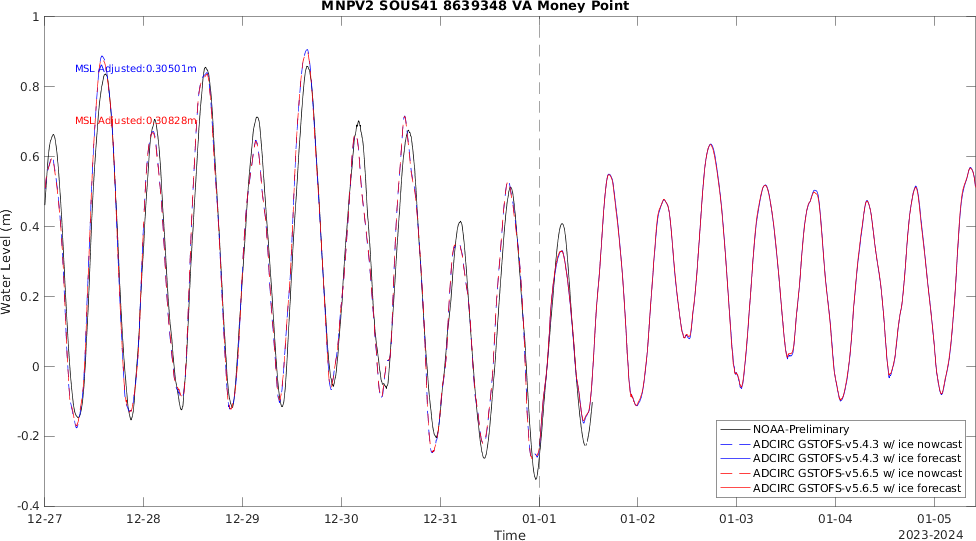 MNPV2 SOUS41 8639348 VA Money Point
1
0.8
0.6
0.4
0.2
0
-0.2
-0.4
Water Level (m)
MSL Adjusted:0.30501m
MSL Adjusted:0.30828m
NOAA-Preliminary
ADCIRC GSTOFS-v5.4.3 w/ ice nowcast
ADCIRC GSTOFS-v5.4.3 w/ ice forecast
ADCIRC GSTOFS-v5.6.5 w/ ice nowcast
ADCIRC GSTOFS-v5.6.5 w/ ice forecast
12-27 12-28 12-29 12-30 12-31 01-01 01-02 01-03 01-04 01-05
Time
2023-2024